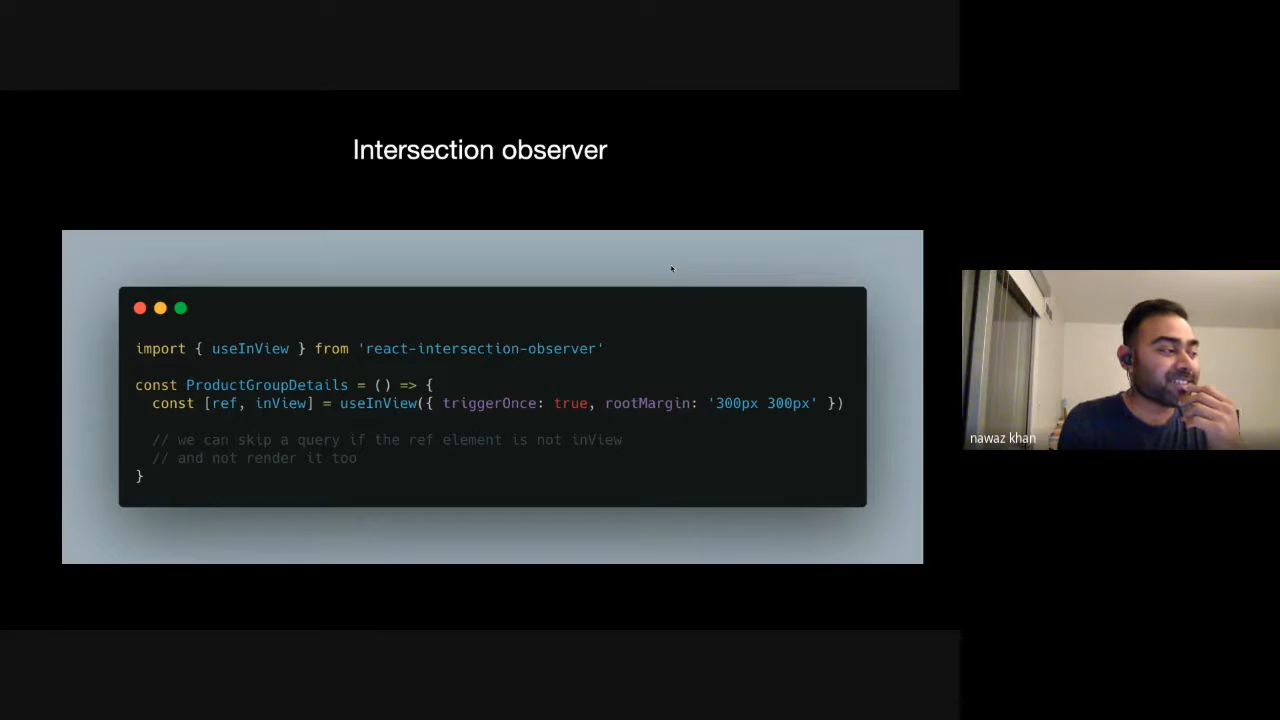 Intersection observer
import { useInView } from 'react-intersection-observer'
const ProductGroupDetails = () => {
const [ref, inView] = useInView({ triggerOnce: true, rootMargin: '300px 300px' })
// we can skip a query if the ref element is not inView
// and not render it too
}
nawaz khan